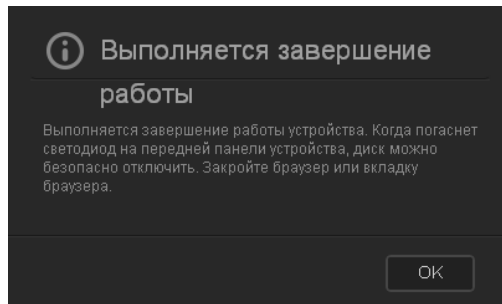 Выполняется завершение
работы
Выполняется завершение работы устройства. Когда погаснет
светодиод на передней панели устройства, диск можно
безопасно отключить. Закройте браузер или вкладку
браузера.
OK